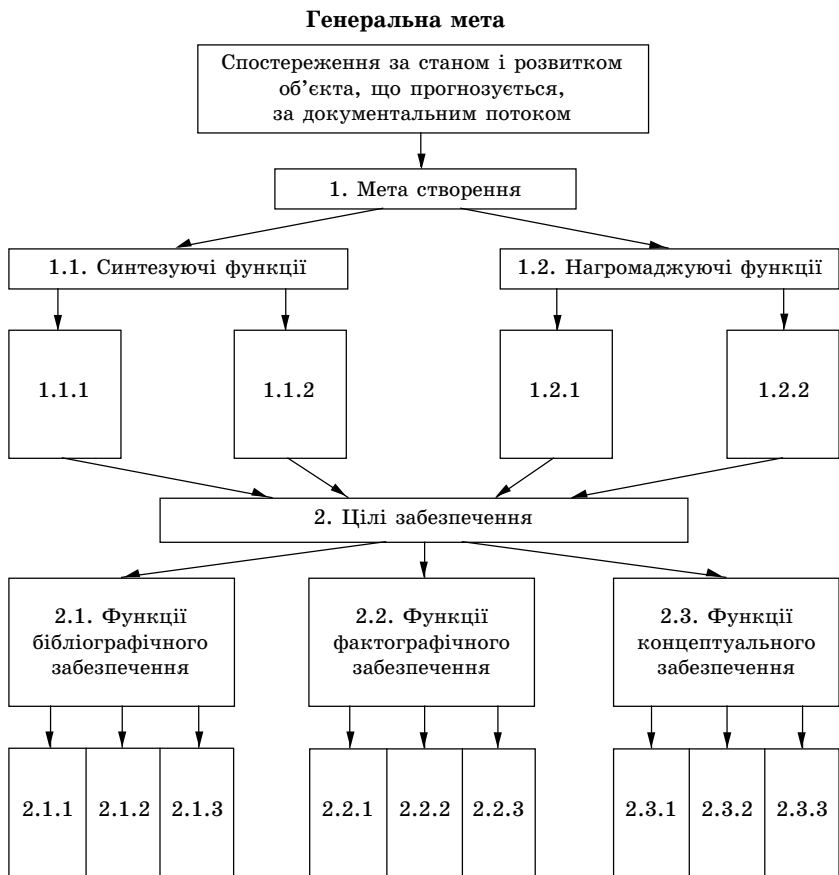 Генеральна мета
Спостереження за станом і розвитком
об’єкта, що прогнозується,
за документальним потоком
1. Мета створення
1.1. Синтезуючі функції
1.2. Нагромаджуючі функції
1.1.1
1.1.2
1.2.1
1.2.2
2. Цілі забезпечення
2.1. Функції
бібліографічного
забезпечення
2.2. Функції
фактографічного
забезпечення
2.3. Функції
концептуального
забезпечення
2.1.1
2.1.2
2.1.3
2.2.1
2.2.2
2.2.3
2.3.1
2.3.2
2.3.3